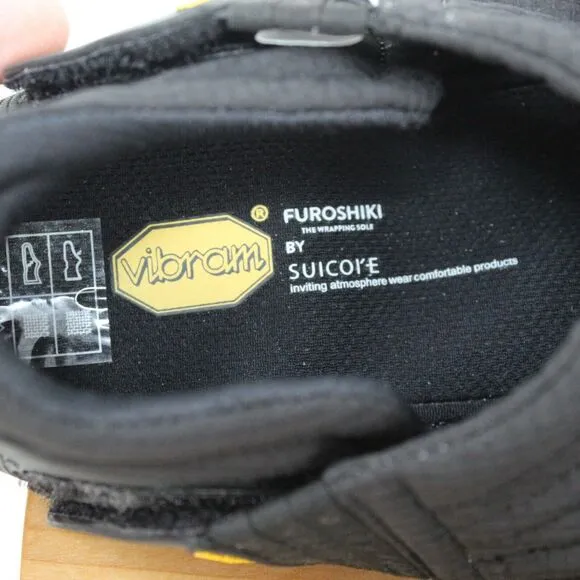 vibram®
FUROSHIKI
THE WRAPPING SOLE
BY
SUICOKE
inviting atmosphere wear comfortable products